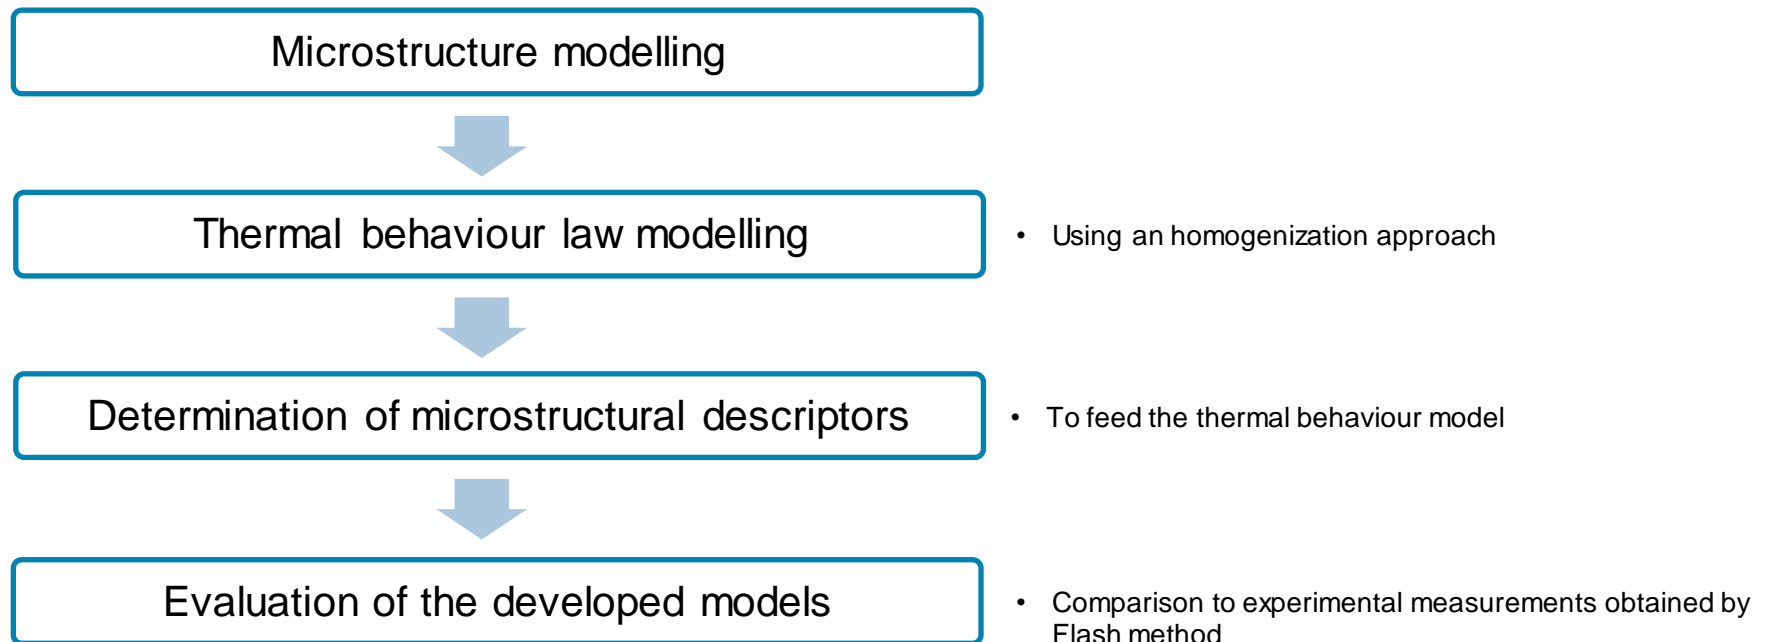 Microstructure modelling
Thermal behaviour law modelling
• Using an homogenization approach
Determination of microstructural descriptors
• To feed the thermal behaviour model
Evaluation of the developed models
• Comparison to experimental measurements obtained by
Flash method